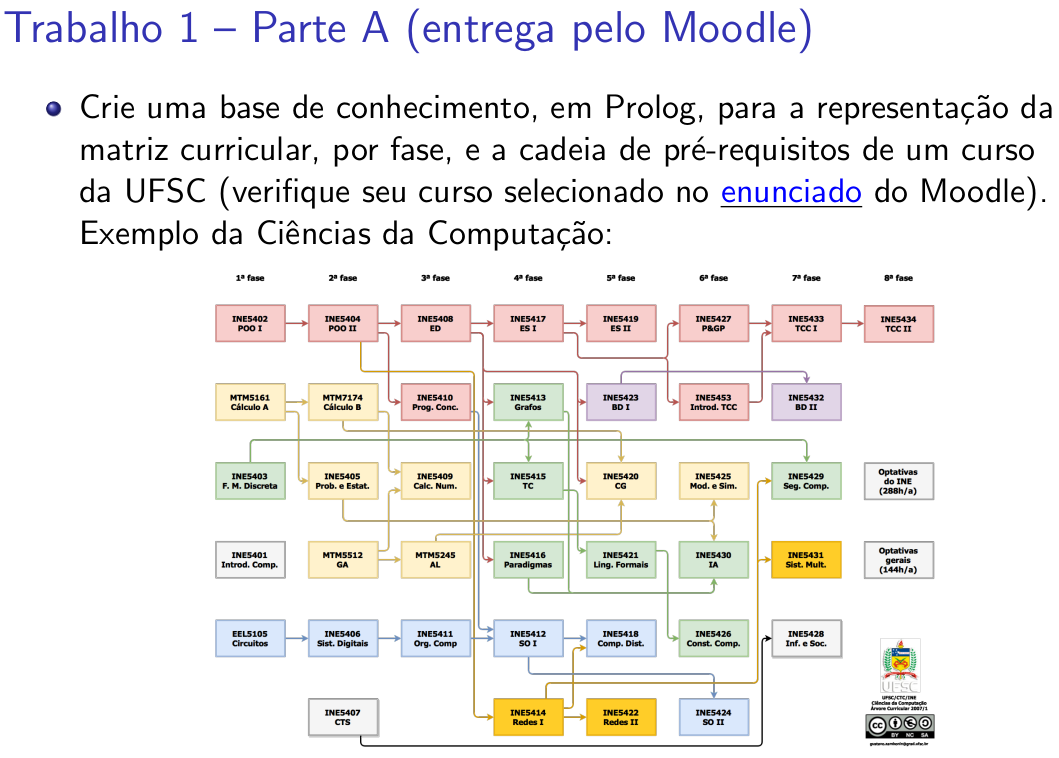 Trabalho 1 – Parte A (entrega pelo Moodle)
Crie uma base de conhecimento, em Prolog, para a representação da
matriz curricular, por fase, e a cadeia de pré-requisitos de um curso
da UFSC (verifique seu curso selecionado no enunciado do Moodle).
Exemplo da Ciências da Computação:
1ª fase 2ª fase 3ª fase 4ª fase 5ª fase 6ª fase 7ª fase 8ª fase
INE5402 INE5404 INE5408 INE5417 INE5419 INE5427 INE5433 INE5434
POO I POO II ED ES I ES II P&GP TCC I TCC II
MTM5161 MTM7174 INE5410 INE5413 INE5423 INE5453 INE5432
Cálculo A Cálculo B Prog. Conc. Grafos BD I Introd. TCC BD II
INE5403 INE5405 INE5409 INE5415 INE5420 INE5425 INE5429 Optativas
F. M. Discreta Prob. e Estat. Calc. Num. TC CG Mod. e Sim. Seg. Comp. do INE
(288h/a)
INE5401 MTM5512 MTM5245 INE5416 INE5421 INE5430 INE5431 Optativas
Introd. Comp. GA AL Paradigmas Ling. Formais IA Sist. Mult. gerais
(144h/a)
EEL5105 INE5406 INE5411 INE5412 INE5418 INE5426 INE5428
Circuitos Sist. Digitais Org. Comp SO I Comp. Dist. Const. Comp. Inf. e Soc.
INE5407 INE5414 INE5422 INE5424
CTS Redes I Redes II SO II
UFSC
UFSC/CTC/INE
Ciências da Computação
Árvore Curricular 2007/1
cc
BY NC SA